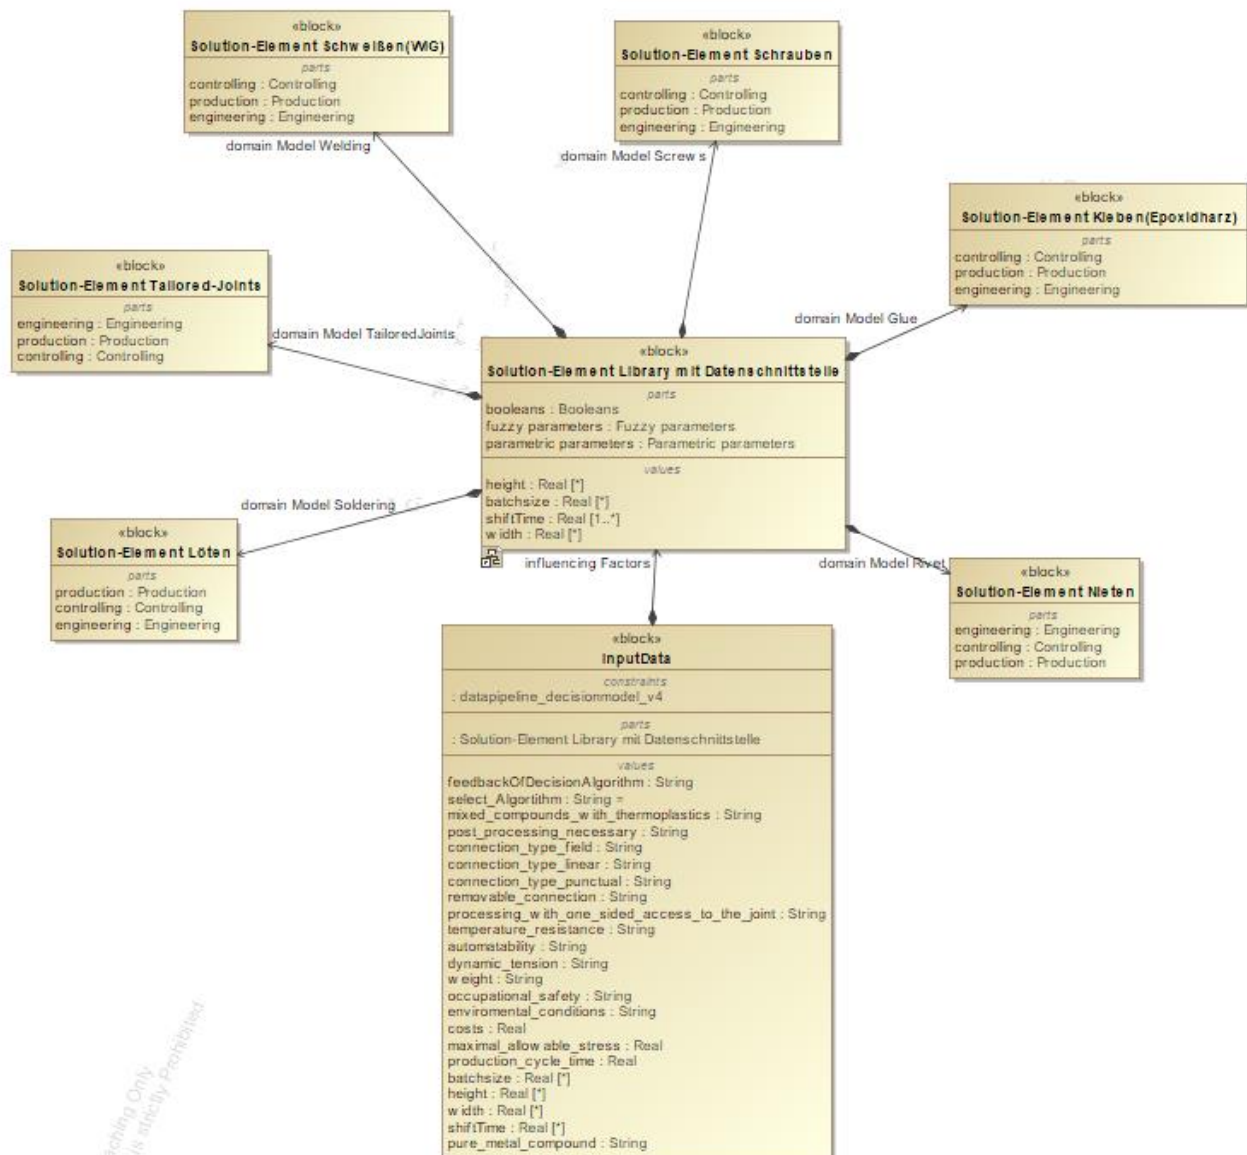 «block»
Solution-Element Schweißen(WIG)
parts
controlling : Controlling
production : Production
engineering : Engineering
domain Model Welding
«block»
Solution-Element Schrauben
parts
controlling : Controlling
production : Production
engineering : Engineering
domain Model Screws
«block»
Solution-Element Kleben(Epoxidharz)
parts
controlling : Controlling
production : Production
engineering : Engineering
domain Model Glue
«block»
Solution-Element Tailored-Joints
parts
engineering : Engineering
production : Production
controlling : Controlling
domain Model TailoredJoints
«block»
Solution-Element Library mit Datenschnittstelle
parts
booleans : Booleans
fuzzy parameters : Fuzzy parameters
parametric parameters : Parametric parameters
values
height : Real [*]
batchsize : Real [*]
shiftTime : Real [1..*]
width : Real [*]
domain Model Soldering
«block»
Solution-Element Löten
parts
production : Production
controlling : Controlling
engineering : Engineering
influencing Factors
domain Model Rivet
«block»
Solution-Element Nieten
parts
engineering : Engineering
controlling : Controlling
production : Production
«block»
InputData
constraints
: datapipeline_decisionmodel_v4
parts
: Solution-Element Library mit Datenschnittstelle
values
feedbackOfDecisionAlgorithm : String
select_Algortithm : String =
mixed_compounds_with_thermoplastics : String
post_processing_necessary : String
connection_type_field : String
connection_type_linear : String
connection_type_punctual : String
removable_connection : String
processing_with_one_sided_access_to_the_joint : String
temperature_resistance : String
automatability : String
dynamic_tension : String
weight : String
occupational_safety : String
enviromental_conditions : String
costs : Real
maximal_allowable_stress : Real
production_cycle_time : Real
batchsize : Real [*]
height : Real [*]
width : Real [*]
shiftTime : Real [*]
pure_metal_compound : String
Only
is strictly Prohibited